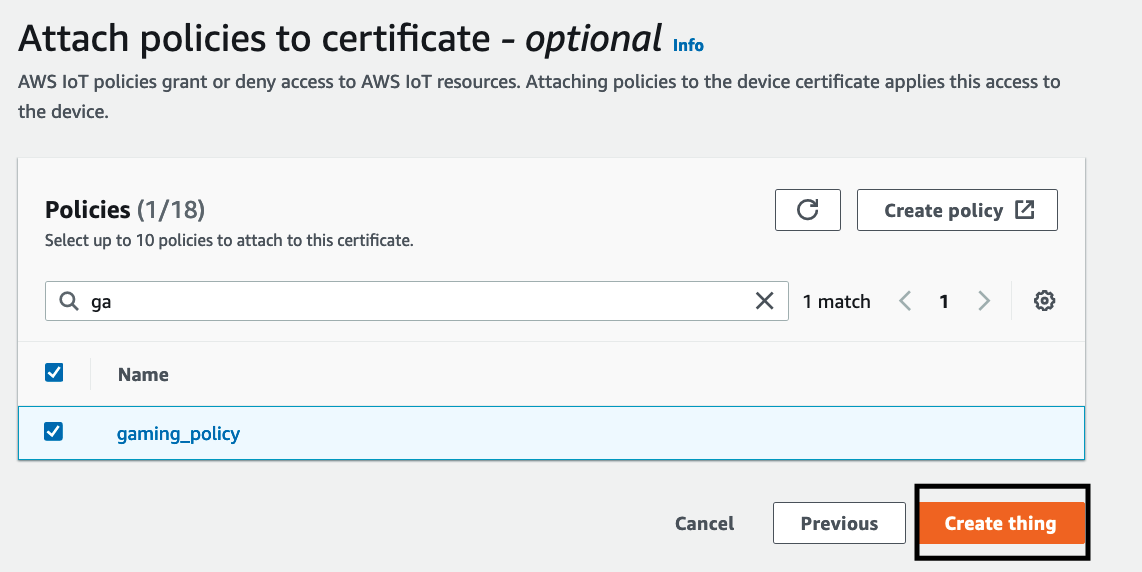 Attach policies to certificate - optional Info
AWS IoT policies grant or deny access to AWS IoT resources. Attaching policies to the device certificate applies this access to
the device.
Policies (1/18)
Create policy
Select up to 10 policies to attach to this certificate.
ga
1 match
1
Name
gaming_policy
Cancel
Previous
Create thing